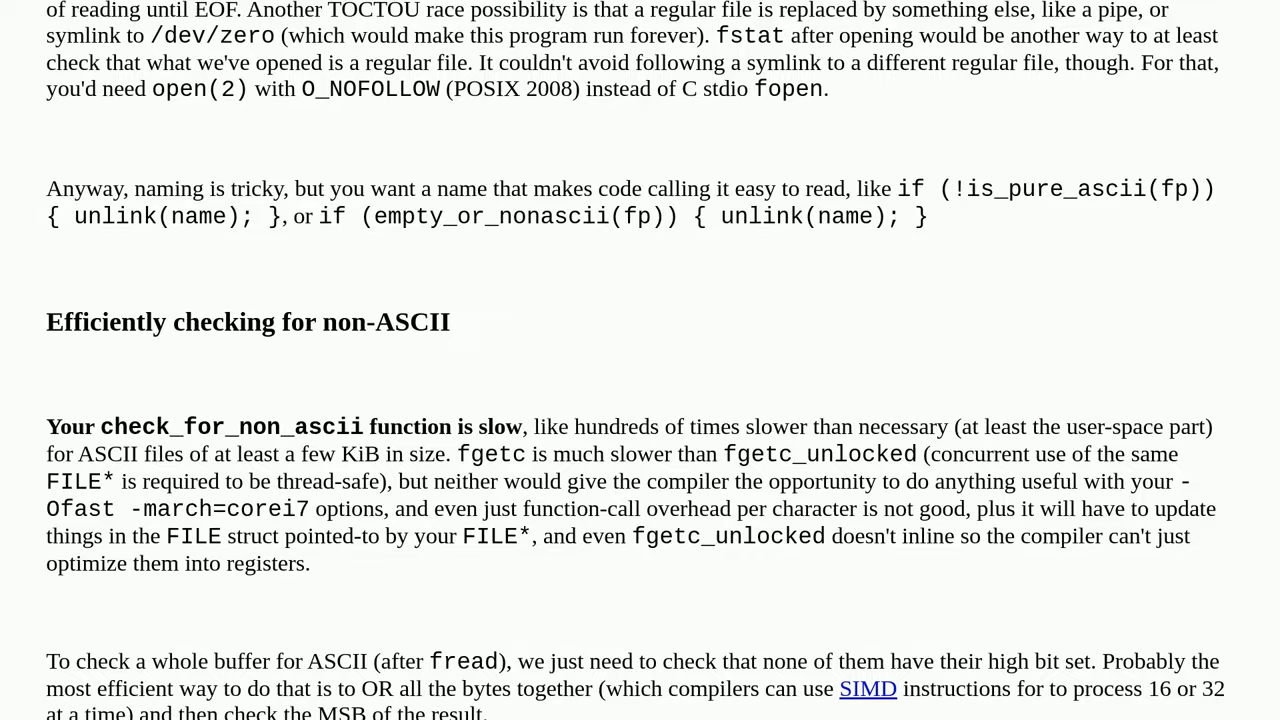 of reading until EOF. Another TOCTOU race possibility is that a regular file is replaced by something else, like a pipe, or
symlink to /dev/zero (which would make this program run forever). fstat after opening would be another way to at least
check that what we've opened is a regular file. It couldn't avoid following a symlink to a different regular file, though. For that,
you'd need open(2) with O_NOFOLLOW (POSIX 2008) instead of C stdio fopen.
Anyway, naming is tricky, but you want a name that makes code calling it easy to read, like if (!is_pure_ascii(fp))
{ unlink(name); }, or if (empty_or_nonascii(fp)) { unlink(name); }
Efficiently checking for non-ASCII
Your check_for_non_ascii function is slow, like hundreds of times slower than necessary (at least the user-space part)
for ASCII files of at least a few KiB in size. fgetc is much slower than fgetc_unlocked (concurrent use of the same
FILE* is required to be thread-safe), but neither would give the compiler the opportunity to do anything useful with your -
Ofast -march=corei7 options, and even just function-call overhead per character is not good, plus it will have to update
things in the FILE struct pointed-to by your FILE*, and even fgetc_unlocked doesn't inline so the compiler can't just
optimize them into registers.
To check a whole buffer for ASCII (after fread), we just need to check that none of them have their high bit set. Probably the
most efficient way to do that is to OR all the bytes together (which compilers can use SIMD instructions for to process 16 or 32
at a time) and then check the MSB of the result.